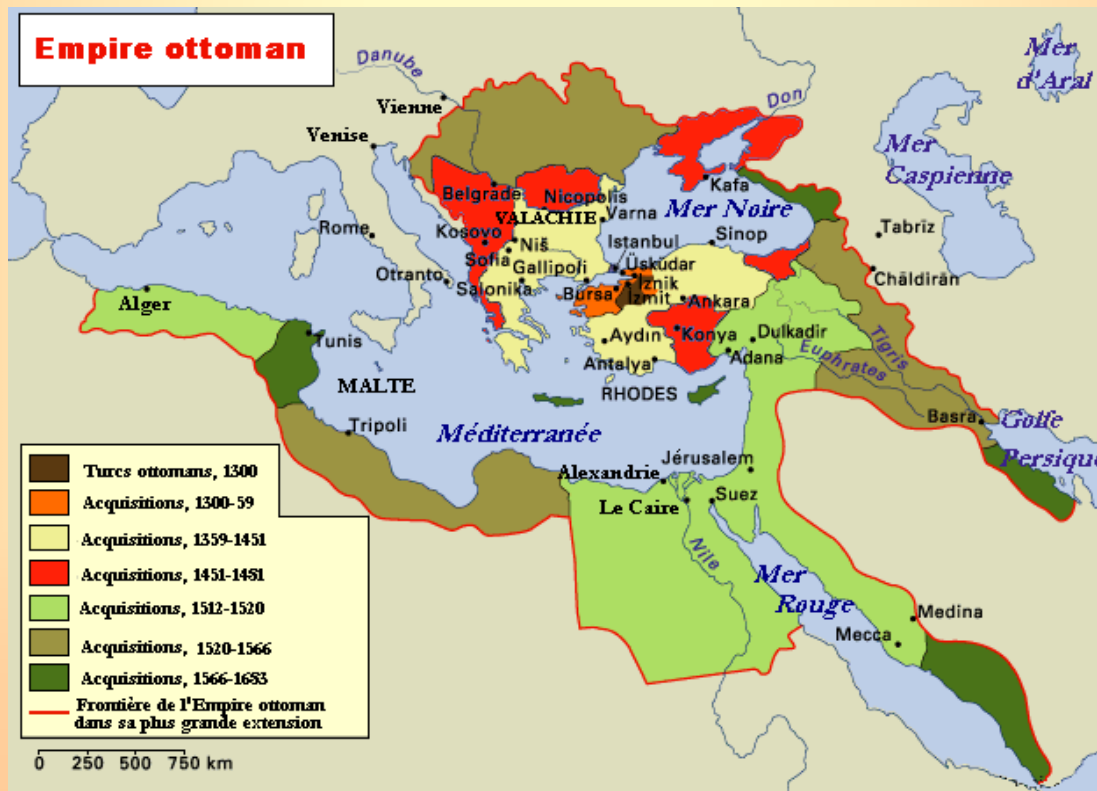 Empire ottoman
Mer
d'Aral
Danube
Vienne
Don
Venise
Mer
Caspienne
Belgrade
Nicopolis
Kafa
VALACHIE
Varna
Mer Noire
Rome
Kosovo
Istanbul
Sinop
Tabrīz
Niš
Sofia
Üsküdar
Otranto
Gallipoli
İznik
Chāldirān
Salonika
Bursa
İzmit
Ankara
Alger
Tunis
Aydın
Konya
Dulkadir
Tigris
Antalya
Adana
Euphrates
MALTE
RHODES
Basra
Golfe
Persique
Tripoli
Méditerranée
Jérusalem
Alexandrie
Le Caire
Suez
Nile
Mer
Rouge
Medina
Mecca
Turcs ottomans, 1300
Acquisitions, 1300-59
Acquisitions, 1359-1451
Acquisitions, 1451-1481
Acquisitions, 1512-1520
Acquisitions, 1520-1566
Acquisitions, 1566-1683
Frontière de l'Empire ottoman
dans sa plus grande extension
0 250 500 750 km